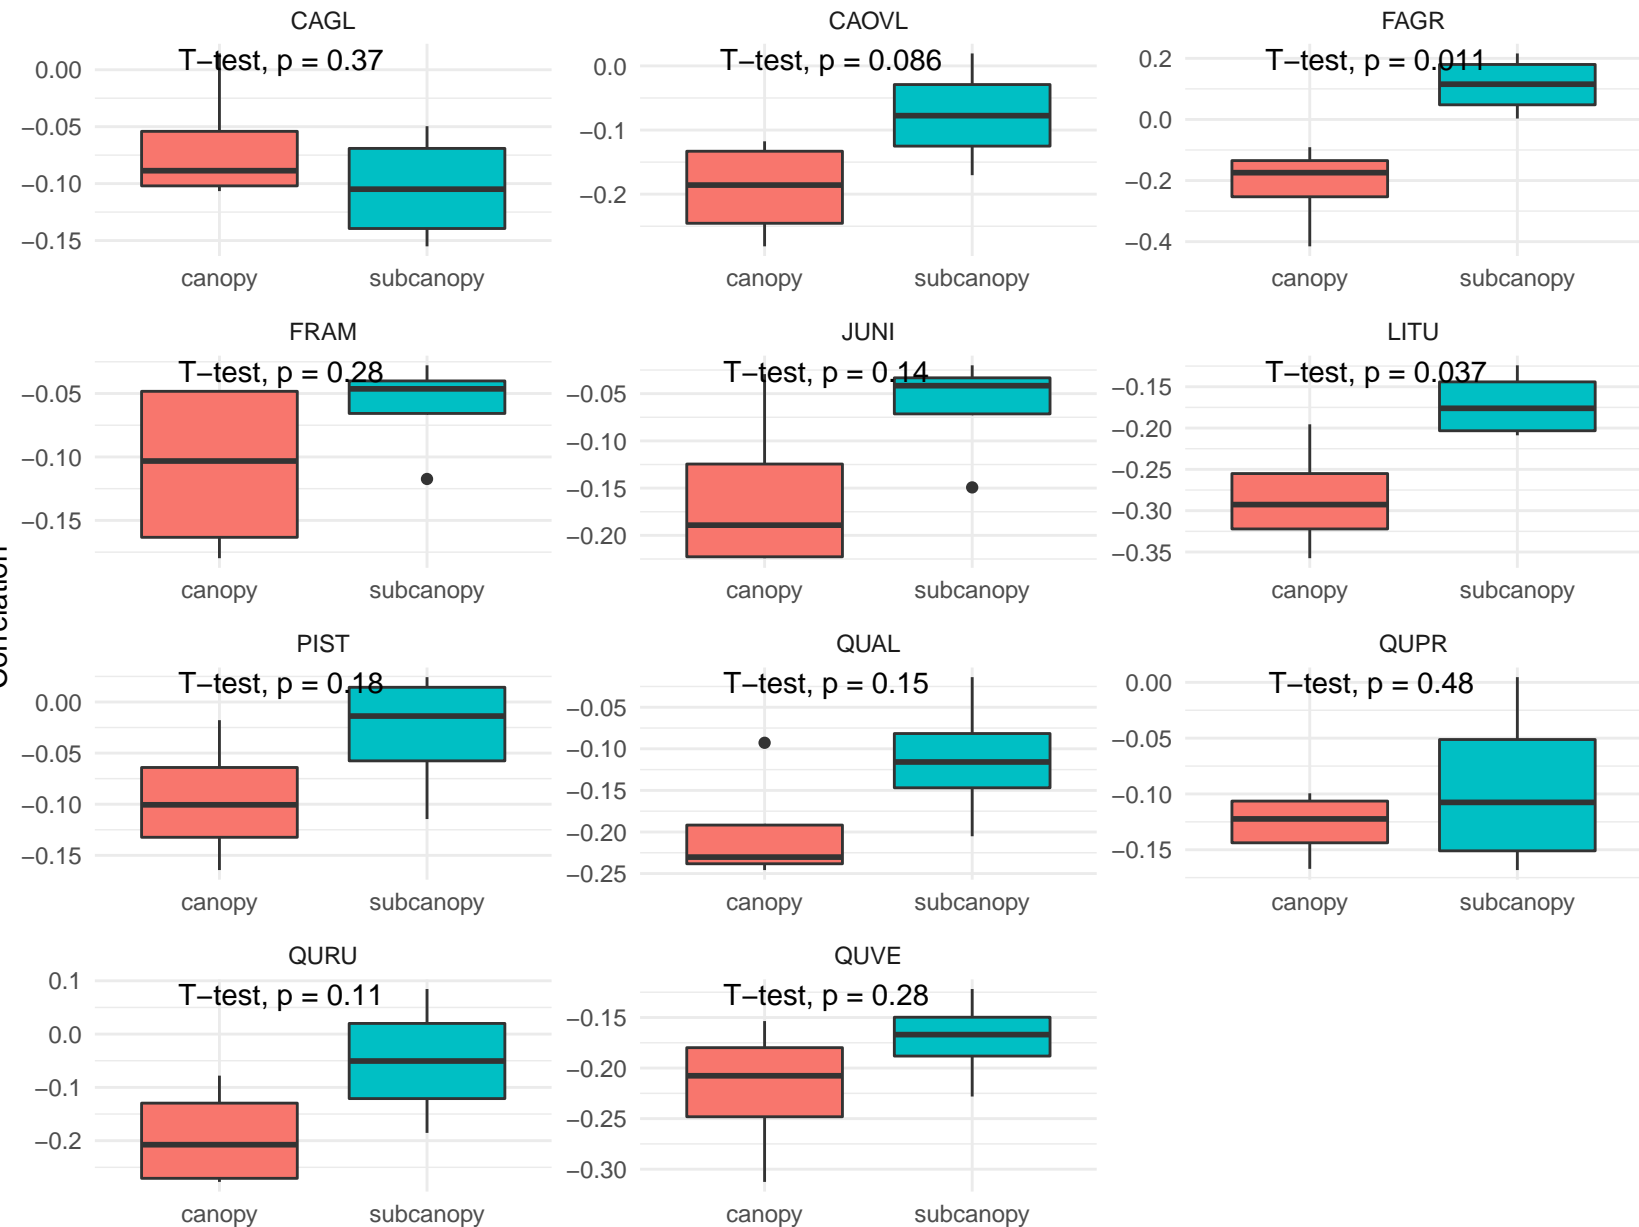 CAGL
T−test, p = 0.37
0.00
−0.05
−0.10
−0.15
canopy
subcanopy
CAOVL
T−test, p = 0.086
0.0
−0.1
−0.2
canopy
subcanopy
FAGR
T−test, p = 0.011
0.2
0.0
−0.2
−0.4
canopy
subcanopy
FRAM
T−test, p = 0.28
−0.05
−0.10
−0.15
canopy
subcanopy
JUNI
T−test, p = 0.14
−0.05
−0.10
−0.15
−0.20
canopy
subcanopy
LITU
T−test, p = 0.037
−0.15
−0.20
−0.25
−0.30
−0.35
canopy
subcanopy
Correlation
PIST
T−test, p = 0.18
0.00
−0.05
−0.10
−0.15
canopy
subcanopy
QUAL
T−test, p = 0.15
−0.05
−0.10
−0.15
−0.20
−0.25
canopy
subcanopy
QUPR
T−test, p = 0.48
0.00
−0.05
−0.10
−0.15
canopy
subcanopy
QURU
T−test, p = 0.11
0.1
0.0
−0.1
−0.2
canopy
subcanopy
QUVE
T−test, p = 0.28
−0.15
−0.20
−0.25
−0.30
canopy
subcanopy